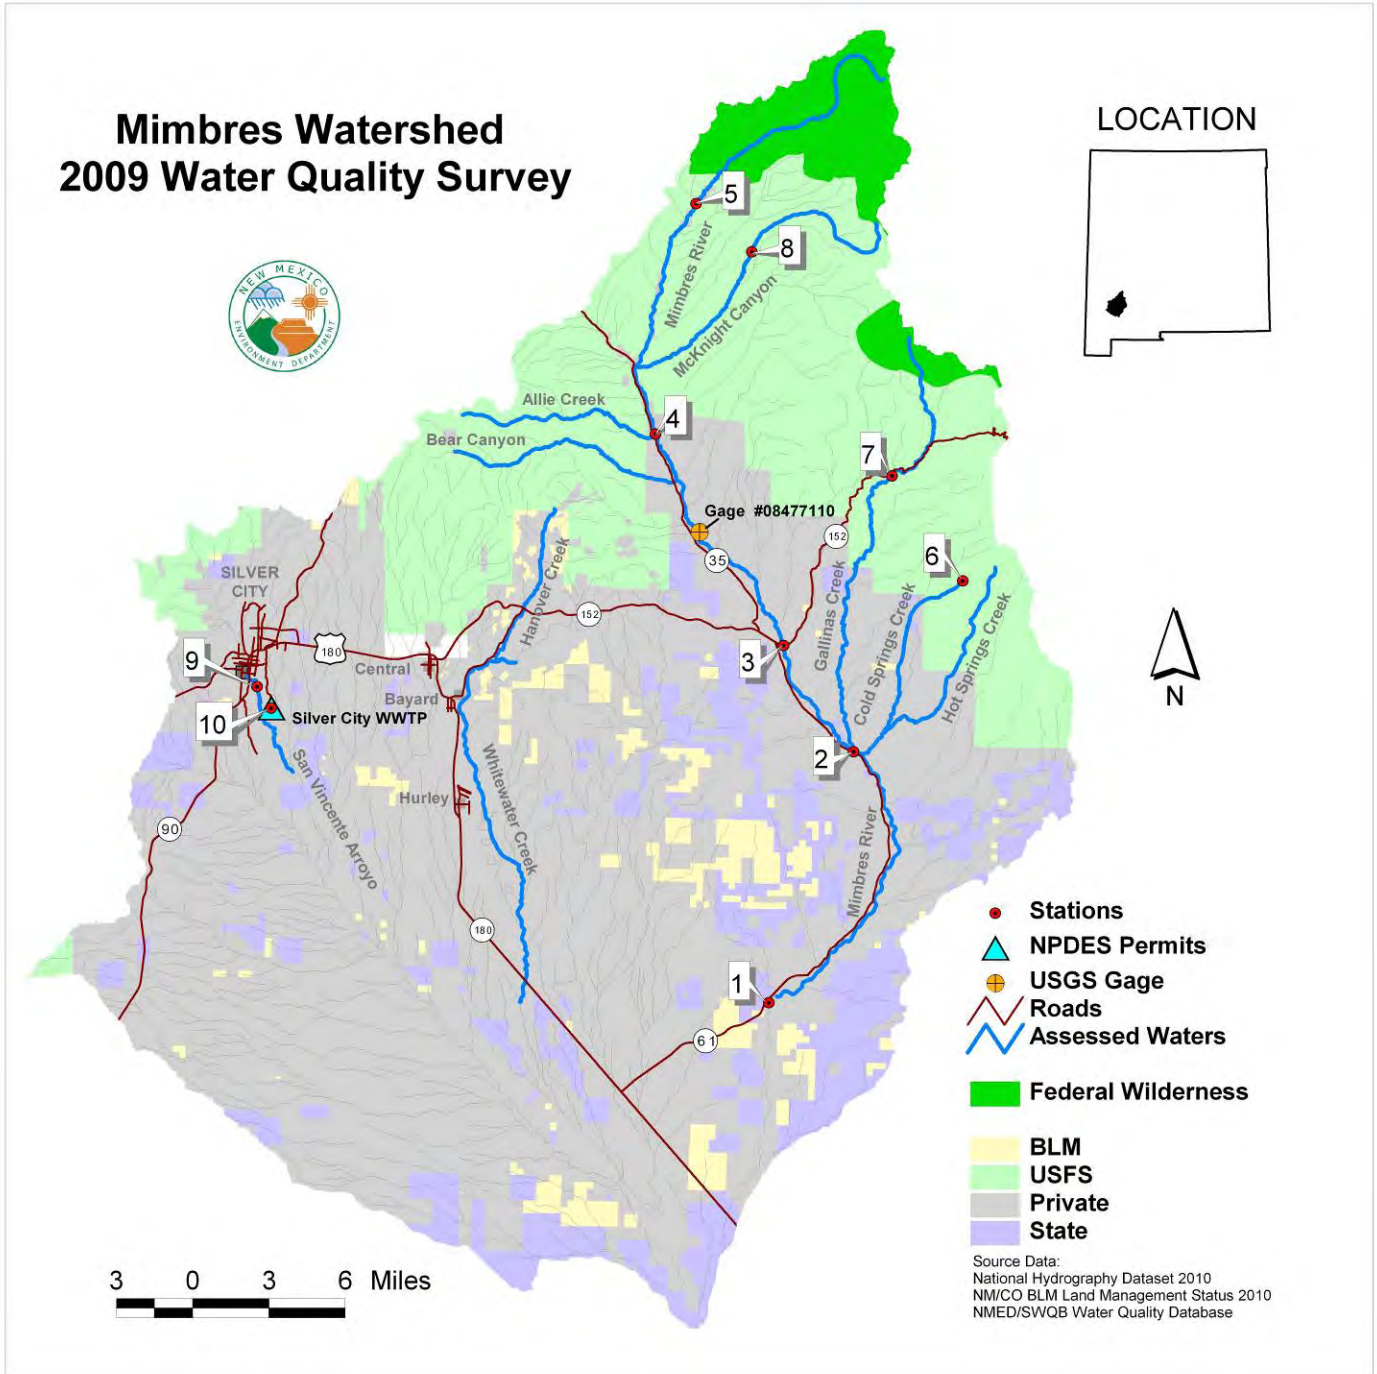 Mimbres Watershed
2009 Water Quality Survey
LOCATION
NEW MEXICO
ENVIRONMENT DEPARTMENT
5
8
Mimbres River
McKnight Canyon
Allie Creek
4
Bear Canyon
7
Gage #08477110
152
35
6
SILVER
CITY
Hanover Creek
152
Gallinas Creek
Cold Springs Creek
Hot Springs Creek
180
9
Central
3
Bayard
10
Silver City WWTP
2
San Vincente Arroyo
Whitewater Creek
Hurley
90
Mimbres River
180
1
61
N
Stations
NPDES Permits
USGS Gage
Roads
Assessed Waters
Federal Wilderness
BLM
USFS
Private
State
Source Data:
National Hydrography Dataset 2010
NM/CO BLM Land Management Status 2010
NMED/SWQB Water Quality Database
3 0 3 6 Miles